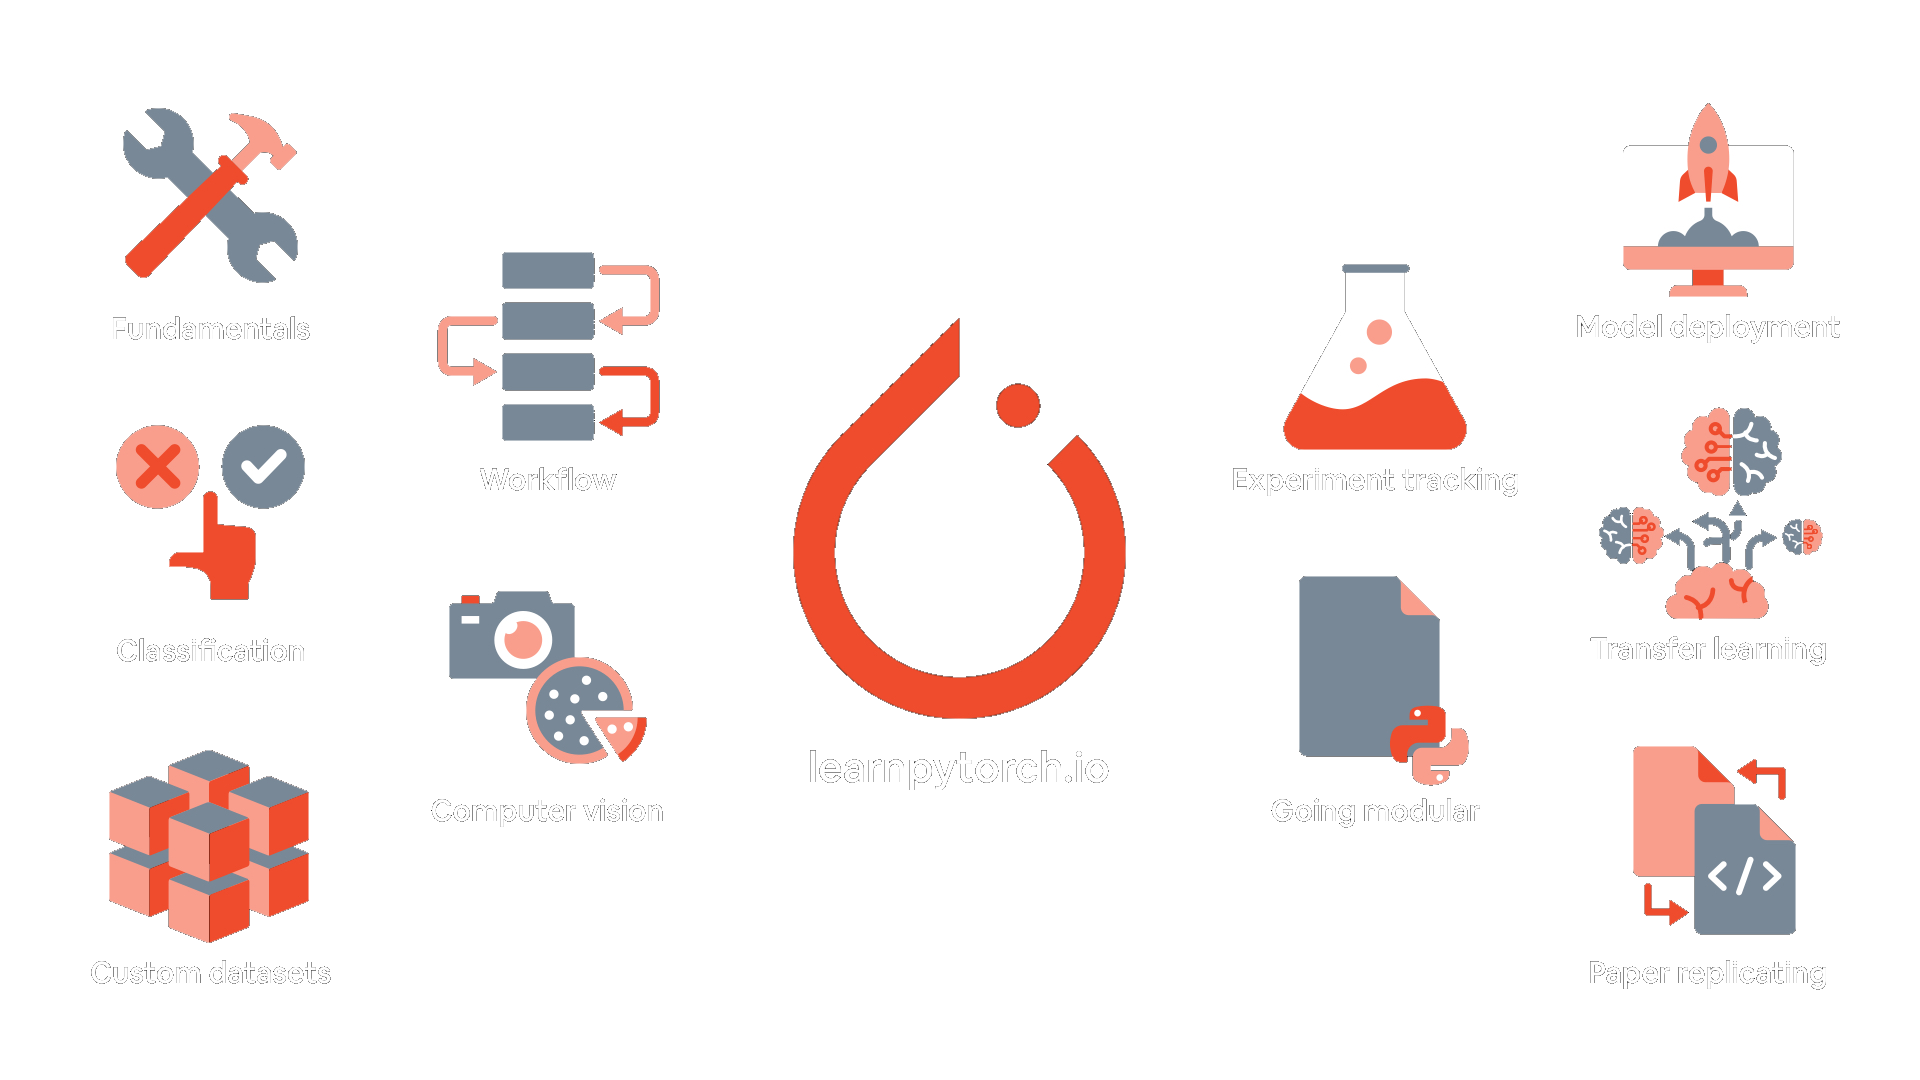 Fundamentals
Classification
Custom datasets
Workflow
Computer vision
learnpytorch.io
Experiment tracking
Going modular
Model deployment
Transfer learning
</>
Paper replicating